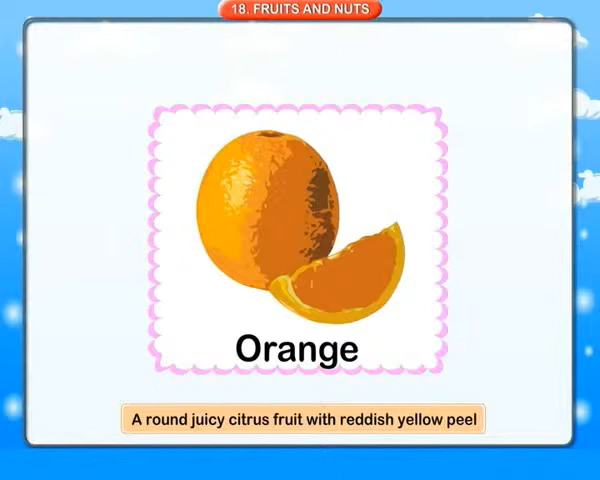 18. FRUITS AND NUTS
Orange
A round juicy citrus fruit with reddish yellow peel